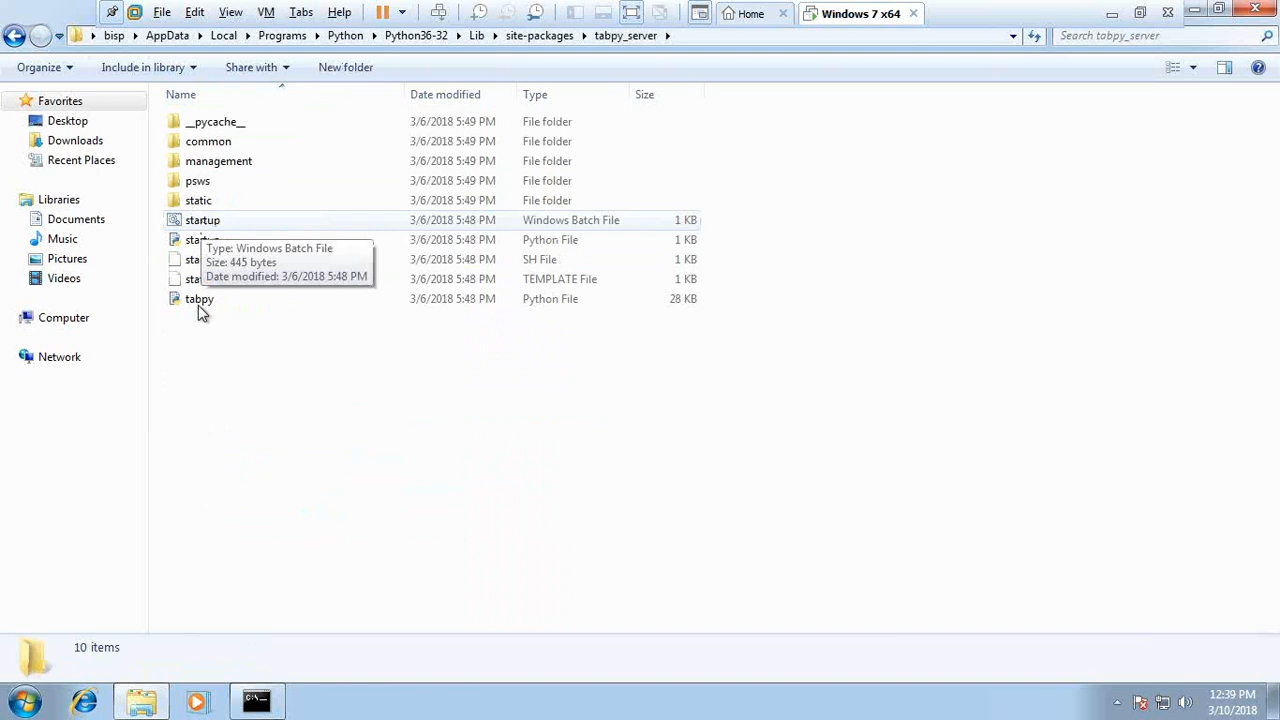 File Edit View VM Tabs Help Home Windows 7 x64
bisp AppData Local Programs Python Python36-32 Lib site-packages tabpy_server Search tabpy_server
Organize Include in library Share with New folder
Name Date modified Type Size
Favorites
Desktop
Downloads
Recent Places
Libraries
Documents
Music
Pictures
Videos
Computer
Network
__pycache__ 3/6/2018 5:49 PM File folder
common 3/6/2018 5:49 PM File folder
management 3/6/2018 5:49 PM File folder
psws 3/6/2018 5:49 PM File folder
static 3/6/2018 5:49 PM File folder
startup 3/6/2018 5:48 PM Windows Batch File 1 KB
3/6/2018 5:48 PM Python File 1 KB
3/6/2018 5:48 PM SH File 1 KB
3/6/2018 5:48 PM TEMPLATE File 1 KB
tabpy 3/6/2018 5:48 PM Python File 28 KB
Type: Windows Batch File
Size: 445 bytes
Date modified: 3/6/2018 5:48 PM
10 items
12:39 PM
3/10/2018